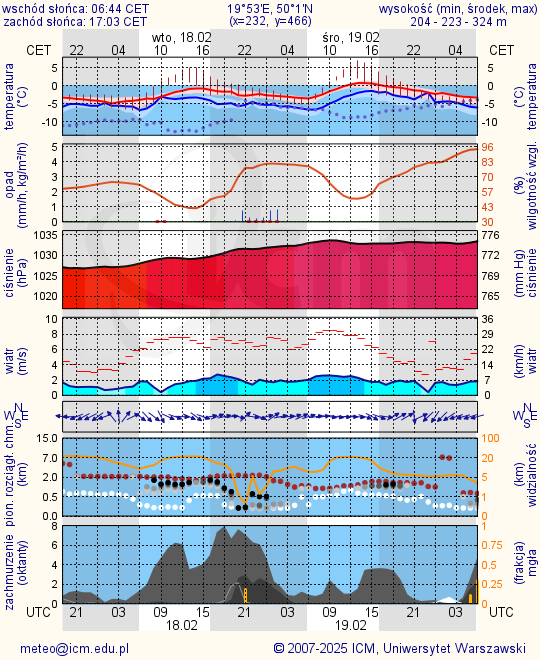 wschód słońca: 06:44 CET
19°53'E, 50°1'N
wysokość (min, środek, max)
zachód słońca: 17:03 CET
(x=232, y=466)
204 - 223 - 324 m
wto, 18.02
śro, 19.02
CET 22 04 10 16 22 04 10 16 22 04 CET
temperatura (°C)
5
0
-5
-10
5
0
-5
-10
temperatura (°C)
opad (mm/h, kg/m²/h)
5
4
3
2
1
0
96
83
70
57
43
30
(%) wilgotność wzgl.
ciśnienie (hPa)
1035
1030
1025
1020
776
772
769
765
(mm Hg) ciśnienie
wiatr (m/s)
10
8
6
4
2
0
36
29
22
14
7
0
(km/h) wiatr
N
W E
S
N
W E
S
pion. rozciągł. chm. (km)
15.0
7.0
2.0
0.5
0.0
100
20
5
1
0
(km) widzialność
zachmurzenie (oktanty)
8
6
4
2
0
1
0.75
0.5
0.25
0
(frakcja) mgła
UTC 21 03 09 15 21 03 09 15 21 03 UTC
18.02
19.02
meteo@icm.edu.pl
© 2007-2025 ICM, Uniwersytet Warszawski